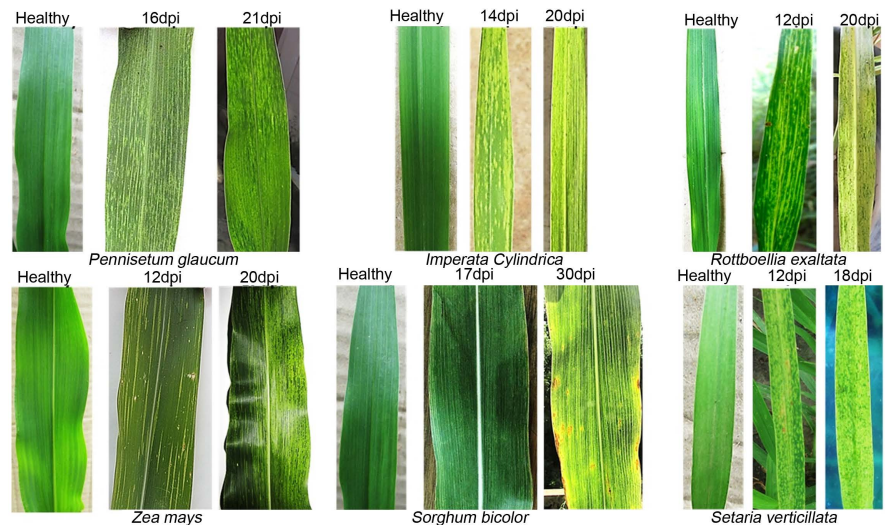 Healthy 16dpi 21dpi Healthy 14dpi 20dpi Healthy 12dpi 20dpi
Pennisetum glaucum Imperata Cylindrica Rottboellia exaltata
Healthy 12dpi 20dpi Healthy 17dpi 30dpi Healthy 12dpi 18dpi
Zea mays Sorghum bicolor Setaria verticillata